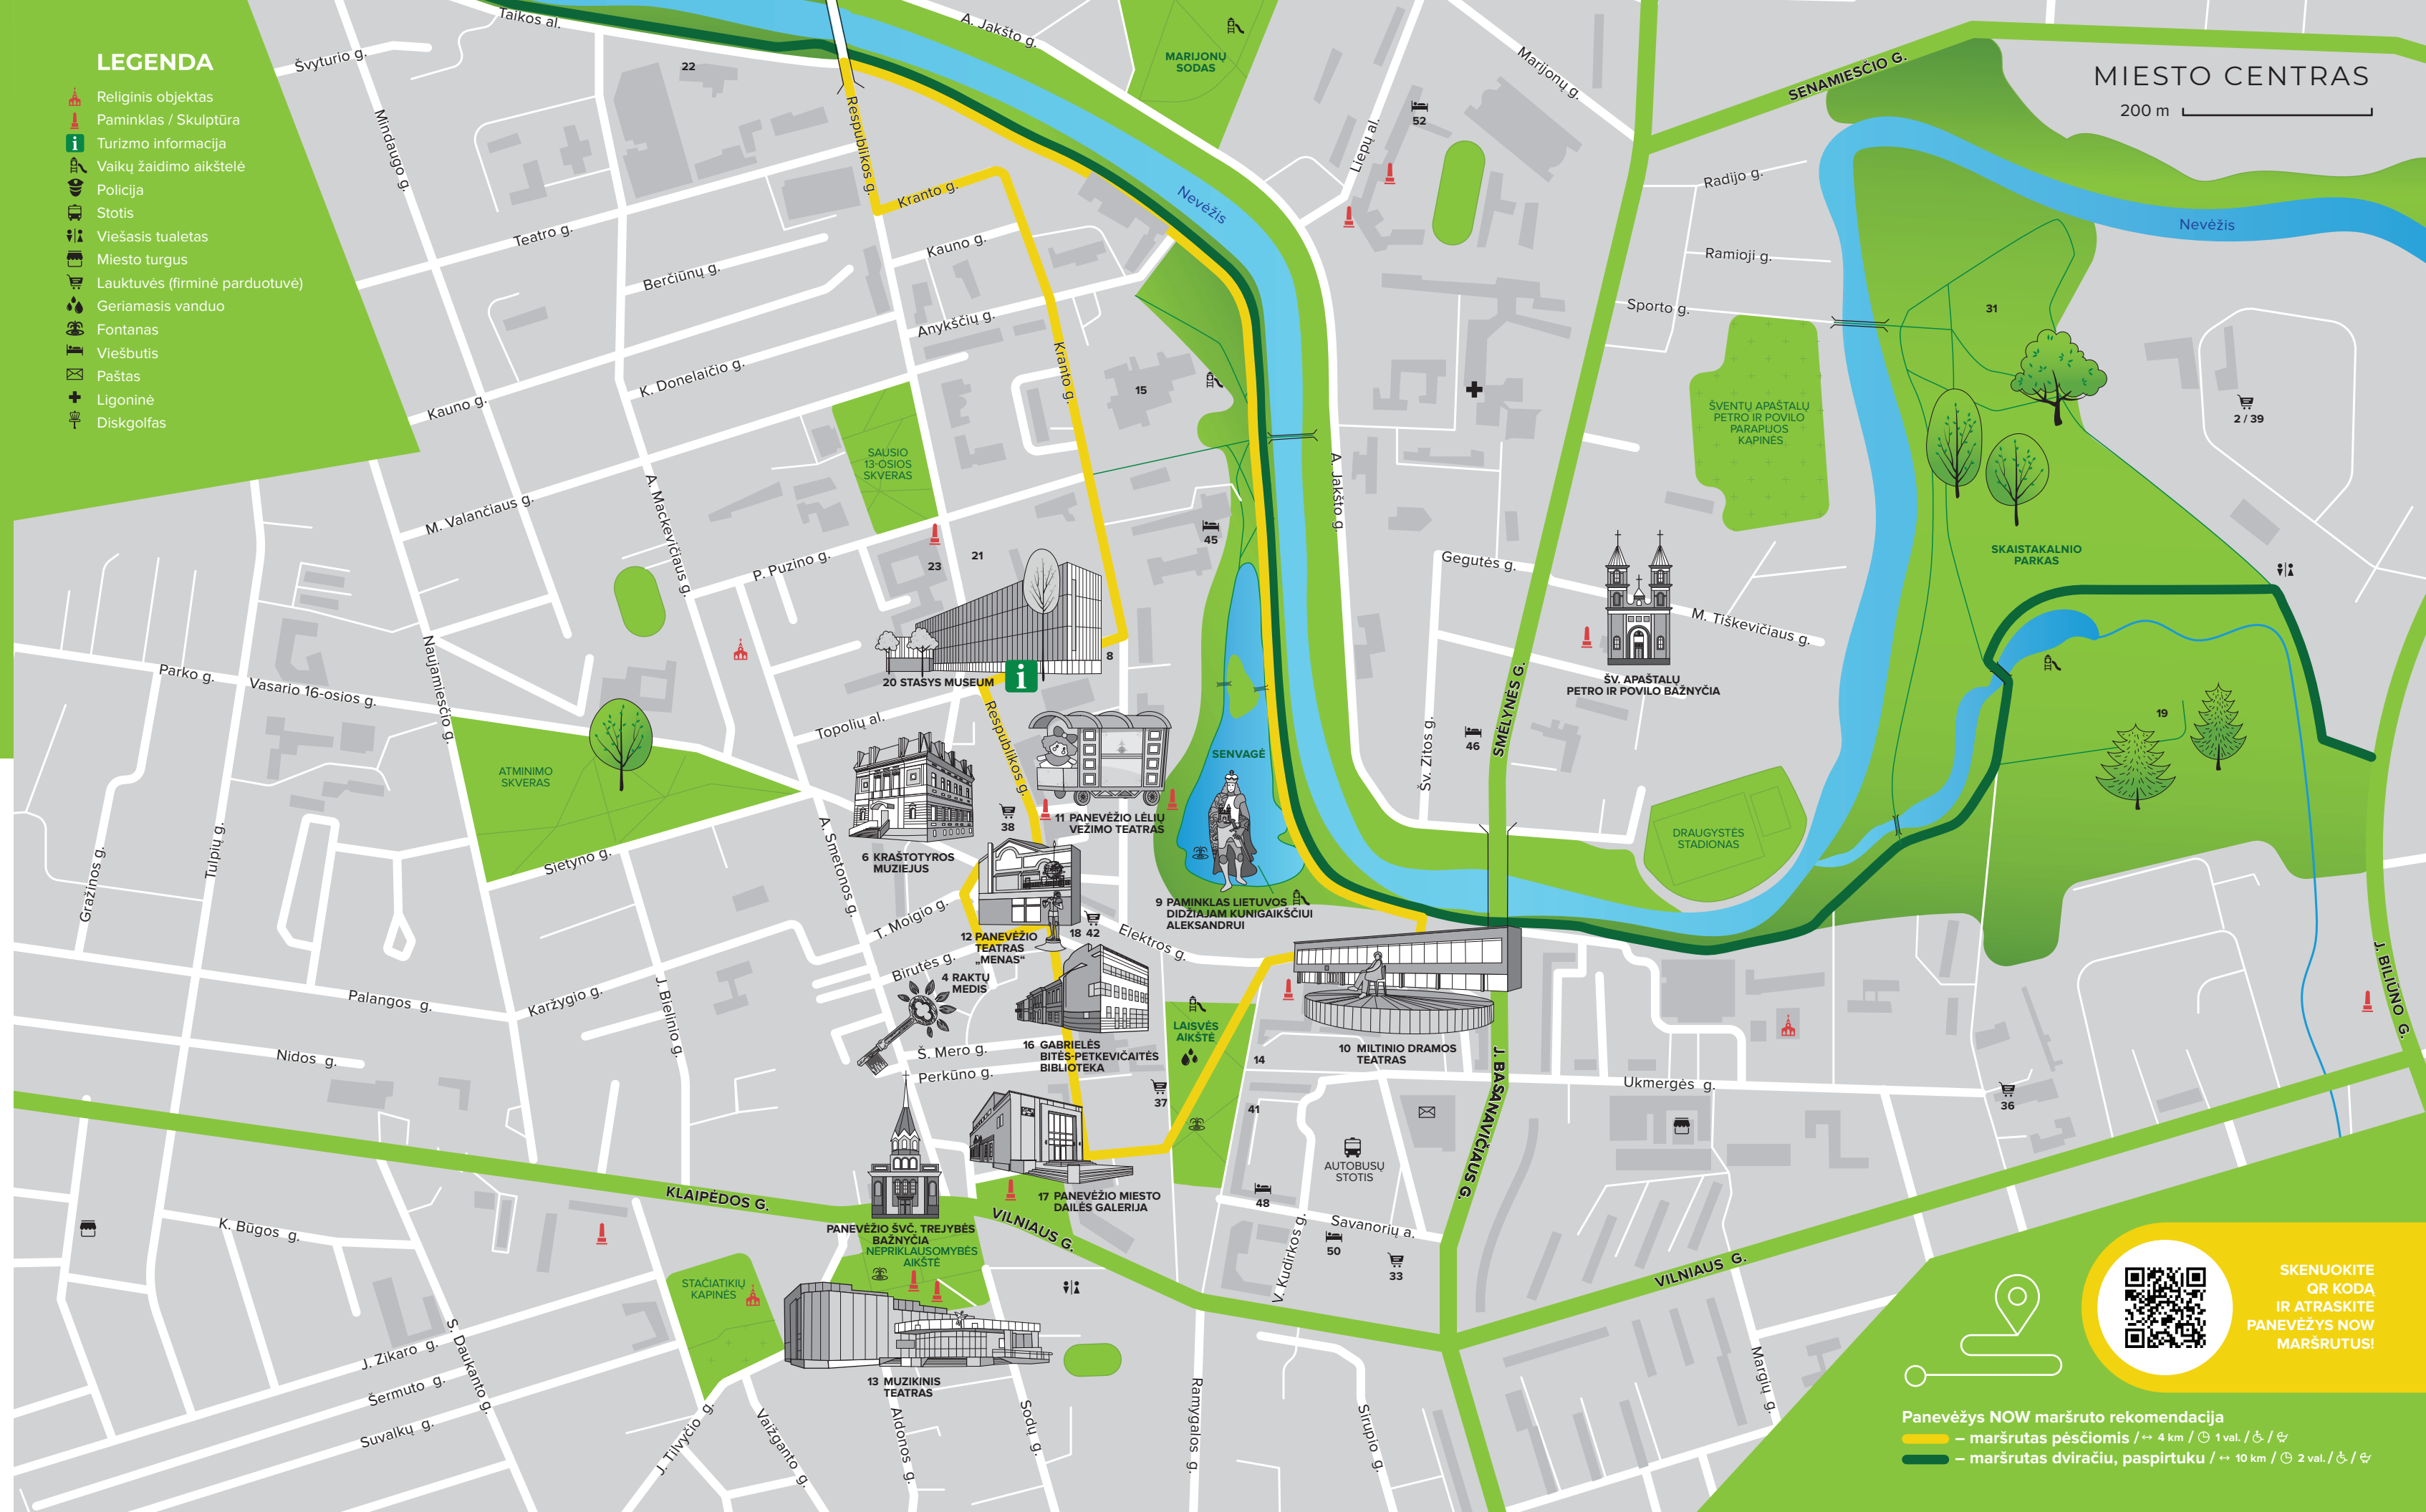 LEGENDA
Religinis objektas
Paminklas / Skulptūra
i
Turizmo informacija
Vaikų žaidimo aikštelė
Policija
Stotis
Viešasis tualetas
Miesto turgus
Lauktuvės (firminė parduotuvė)
Geriamasis vanduo
Fontanas
Viešbutis
Paštas
Ligoninė
Diskgolfas
MIESTO CENTRAS
200 m
Taikos al.
Švyturio g.
22
A. Jakšto g.
MARIJONŲ
SODAS
52
Marijonų g.
SENAMIESČIO G.
Mindaugo g.
Respublikos g.
Kranto g.
Nevėžis
Liepų al.
Radijo g.
Nevėžis
Teatro g.
Kauno g.
Berčiūnų g.
Ramioji g.
Sporto g.
31
Anykščių g.
Kranto g.
K. Donelaičio g.
Kauno g.
15
2 / 39
ŠVENTŲ APAŠTALŲ
PETRO IR POVILO
PARAPIJOS
KAPINĖS
SAUSIO
13-OSIOS
SKVERAS
A. Jakšto g.
M. Valančiaus g.
A. Mackevičiaus g.
45
P. Puzino g.
23
21
Gegutės g.
SKAISTAKALNIO
PARKAS
M. Tiškevičiaus g.
Naujamiesčio g.
Parko g.
Vasario 16-osios g.
8
20 STASYS MUSEUM
i
ŠV. APAŠTALŲ
PETRO IR POVILO BAŽNYČIA
SMĖLYNĖS G.
Topolių al.
Respublikos g.
Šv. Zitos g.
46
19
SENVAGĖ
ATMINIMO
SKVERAS
38
11 PANEVĖŽIO LĖLIŲ
VEŽIMO TEATRAS
DRAUGYSTĖS
STADIONAS
Gražinos g.
Tulpių g.
Sietyno g.
A. Smetonos g.
6 KRAŠTOTYROS
MUZIEJUS
9 PAMINKLAS LIETUVOS
DIDŽIAJAM KUNIGAIKŠČIUI
ALEKSANDRUI
T. Moigio g.
12 PANEVĖŽIO
TEATRAS
„MENAS“
18 42
Elektros g.
Birutės g.
4 RAKTŲ
MEDIS
J. BILIŪNO G.
Palangos g.
Karžygio g.
J. Bielinio g.
LAISVĖS
AIKŠTĖ
Š. Mero g.
16 GABRIELĖS
BITĖS-PETKEVIČAITĖS
BIBLIOTEKA
14
10 MILTINIO DRAMOS
TEATRAS
Nidos g.
Perkūno g.
Ukmergės g.
37
41
36
J. BASANAVIČIAUS G.
AUTOBUSŲ
STOTIS
KLAIPĖDOS G.
17 PANEVĖŽIO MIESTO
DAILĖS GALERIJA
48
K. Būgos g.
VILNIAUS G.
PANEVĖŽIO ŠVČ. TREJYBĖS
BAŽNYČIA
NEPRIKLAUSOMYBĖS
AIKŠTĖ
Savanorių a.
50
33
V. Kudirkos g.
VILNIAUS G.
STAČIATIKIŲ
KAPINĖS
SKENUOKITE
QR KODĄ
IR ATRASKITE
PANEVĖŽYS NOW
MARŠRUTUS!
J. Zikaro g.
S. Daukanto g.
Šermuto g.
Suvalkų g.
13 MUZIKINIS
TEATRAS
J. Tilvyčio g.
Vaižganto g.
Aldonos g.
Sodų g.
Ramygalos g.
Sirupio g.
Margių g.
Panevėžys NOW maršruto rekomendacija
– maršrutas pėsčiomis / ↔ 4 km / 1 val. / /
– maršrutas dviračiu, paspirtuku / ↔ 10 km / 2 val. / /